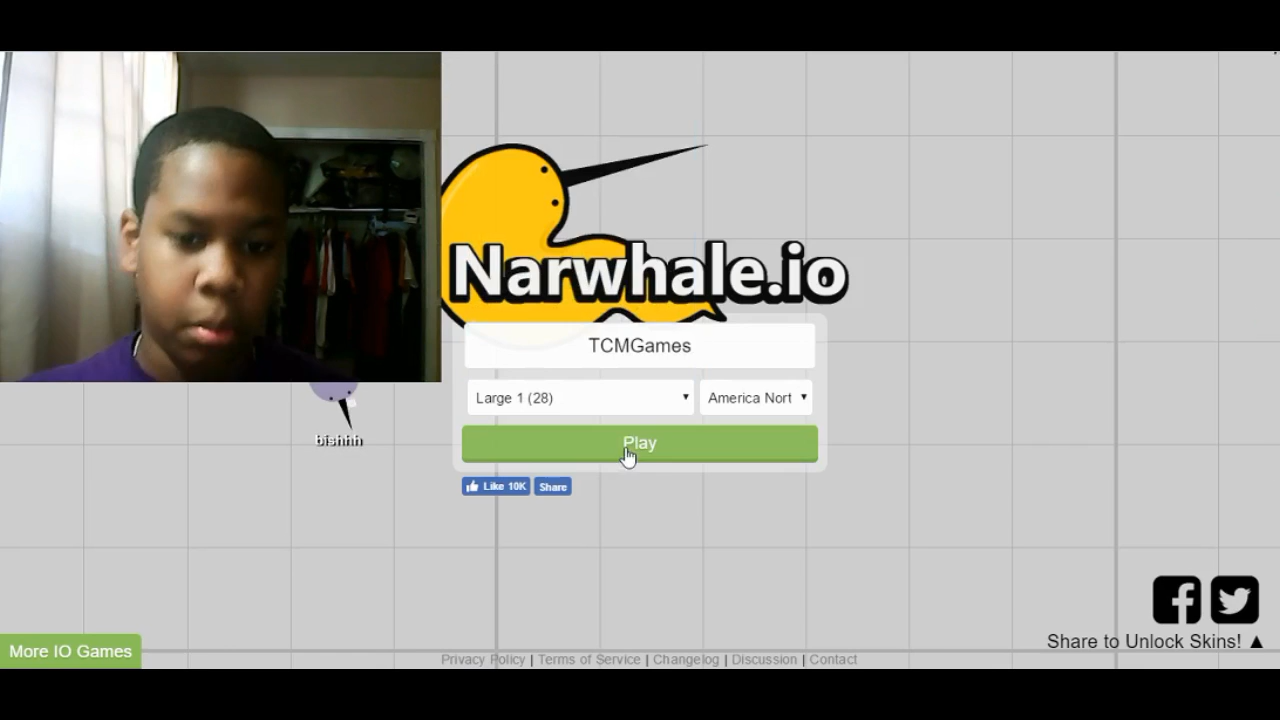 Narwhale.io
TCMGames
Large 1 (28)
America Nort
Play
bishhh
Like 10K
Share
Share to Unlock Skins! ▲
More IO Games
Privacy Policy | Terms of Service | Changelog | Discussion | Contact